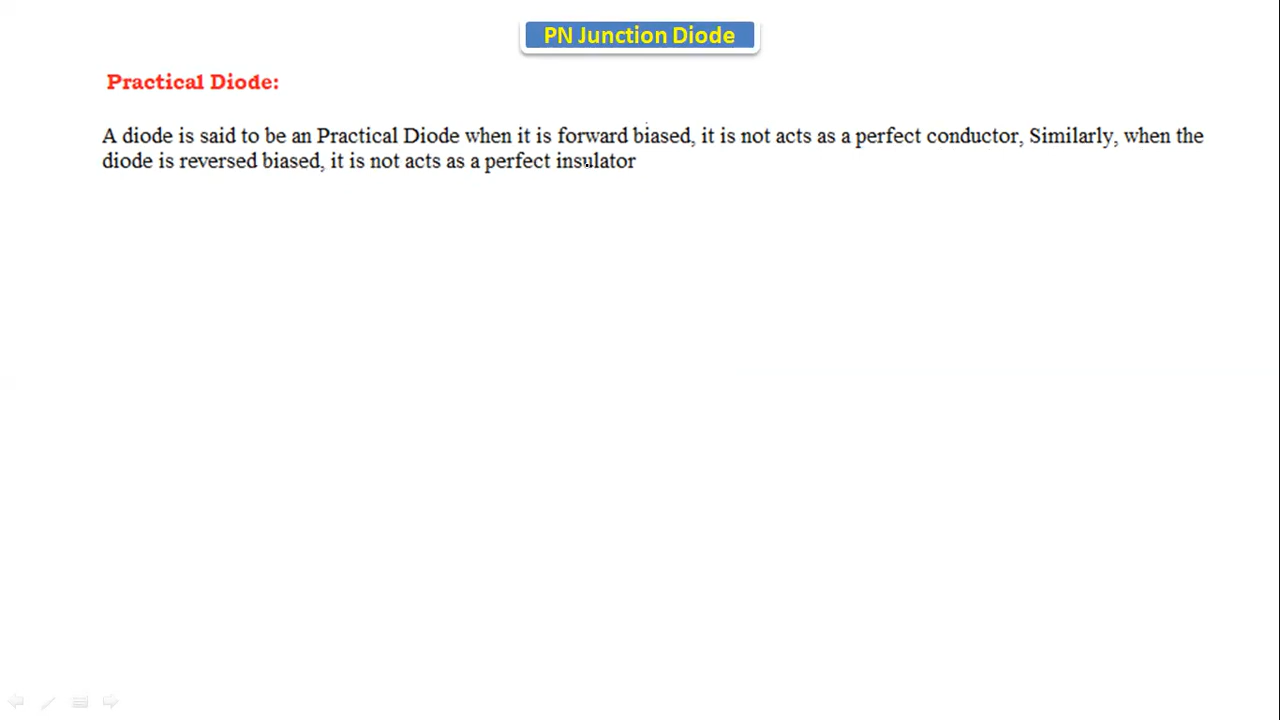 PN Junction Diode
Practical Diode:
A diode is said to be an Practical Diode when it is forward biased, it is not acts as a perfect conductor, Similarly, when the
diode is reversed biased, it is not acts as a perfect insulator